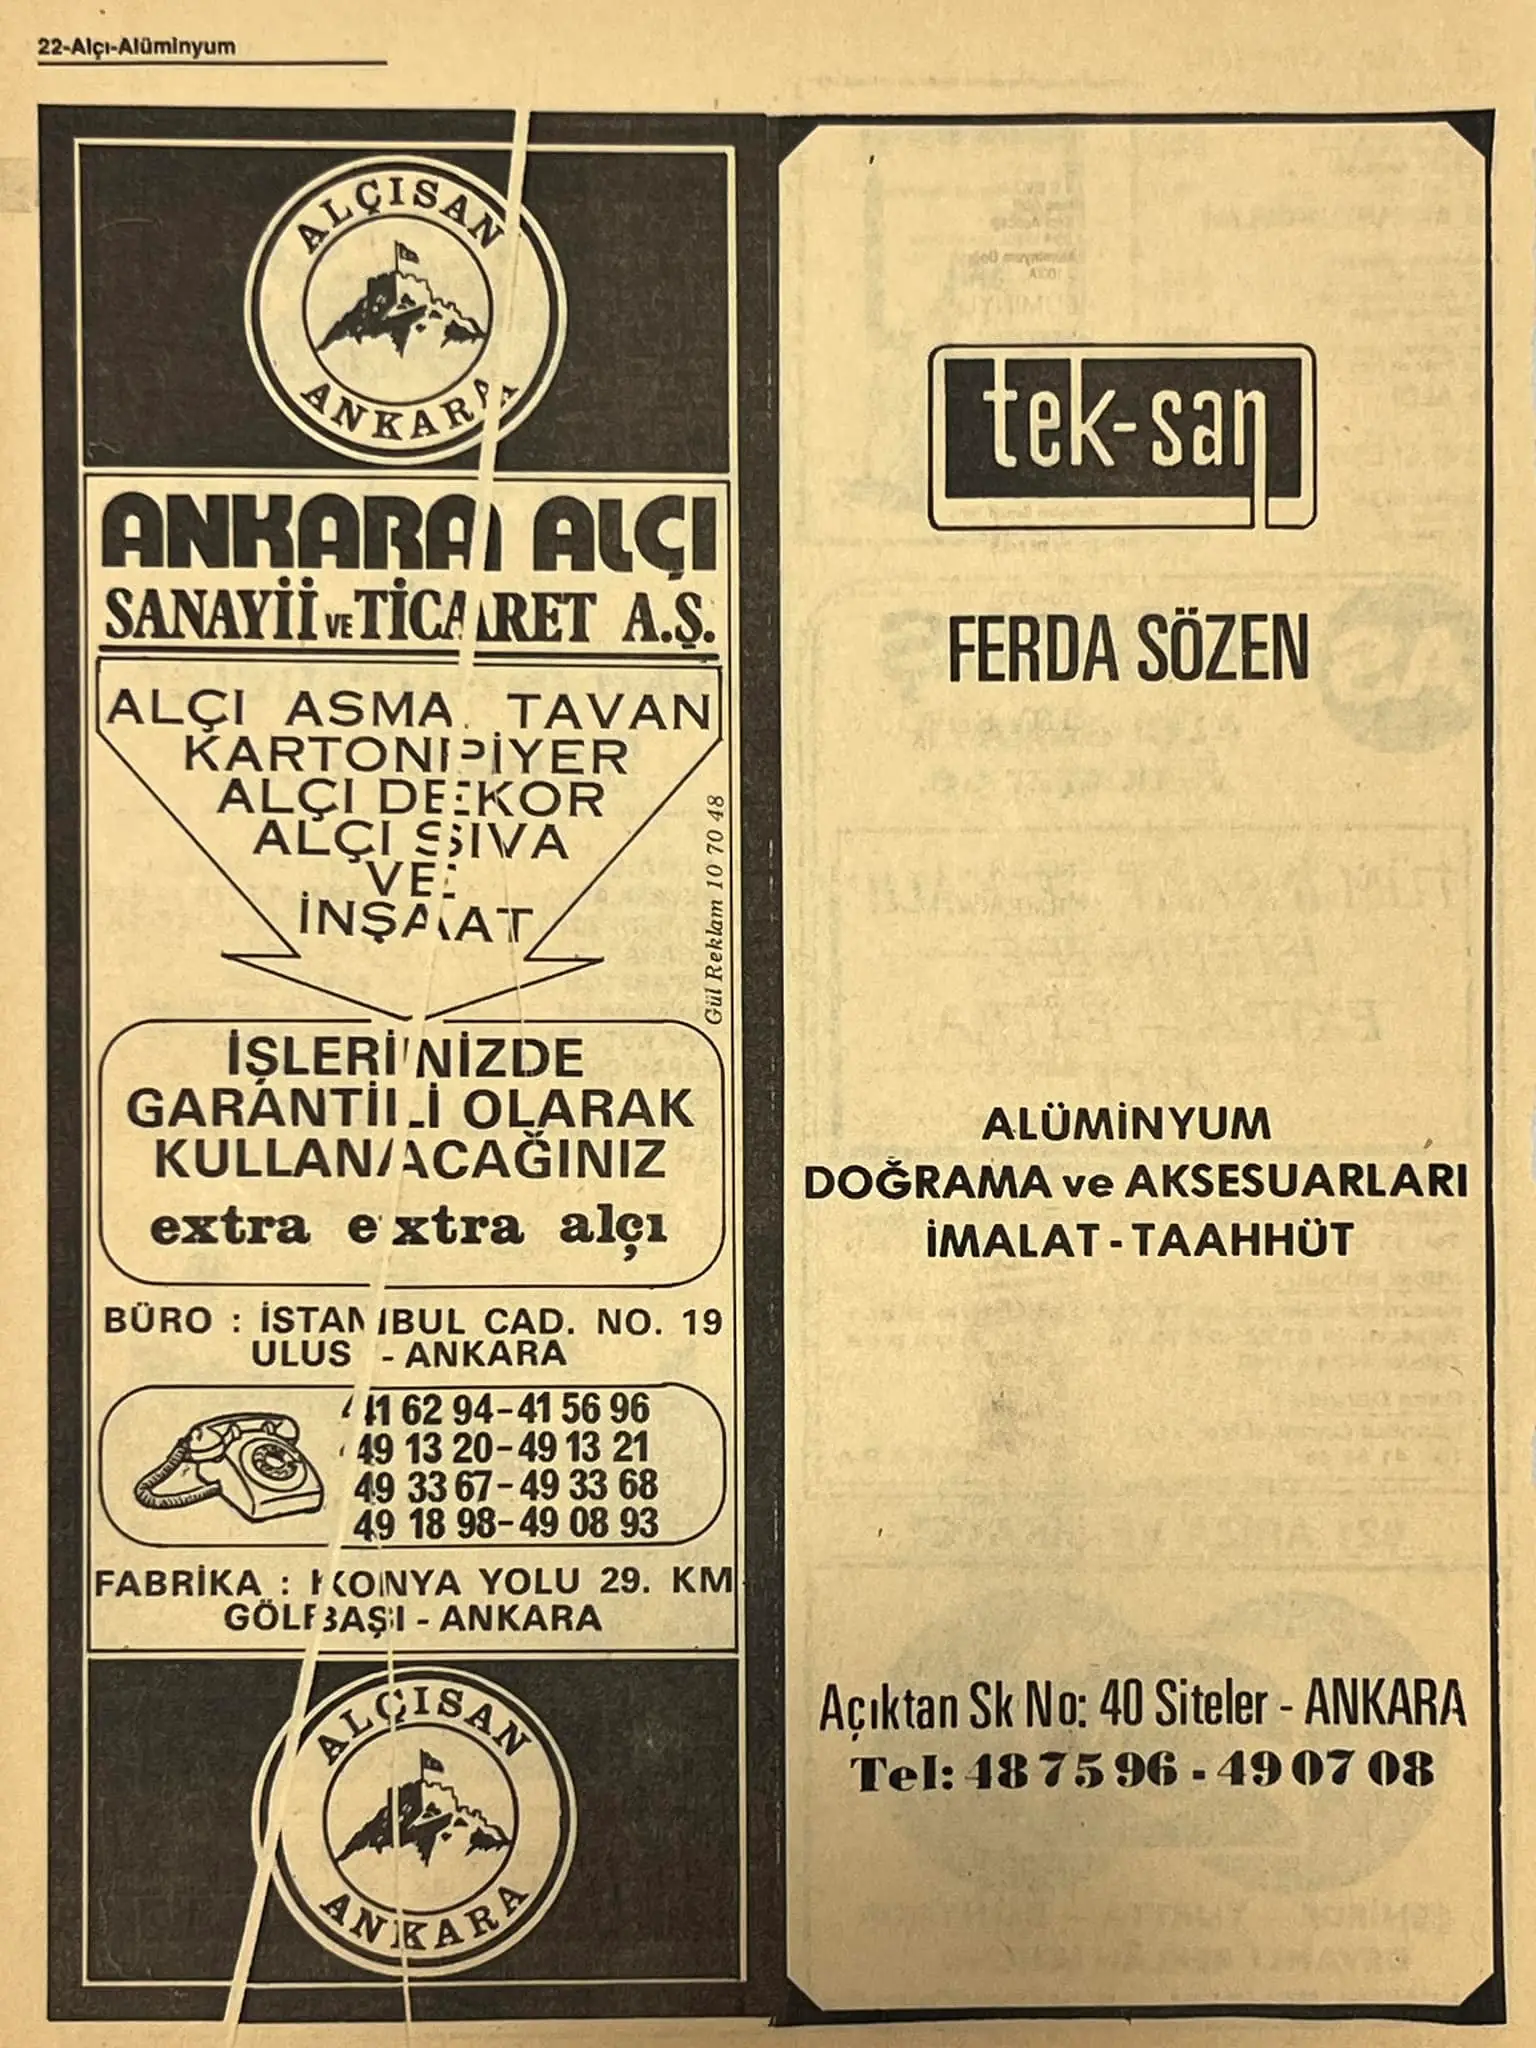 22-Alçı-Alüminyum
ALÇISAN
ANKARA
ANKARA ALÇI
SANAYİİ VE TİCARET A.Ş.
ALÇI ASMA TAVAN
KARTONPİYER
ALÇI DEKOR
ALÇI SIVA
VE
İNŞAAT
Gül Reklam 10 70 48
İŞLERİNİZDE
GARANTİLİ OLARAK
KULLANACAĞINIZ
extra extra alçı
BÜRO : İSTANBUL CAD. NO. 19
ULUS - ANKARA
41 62 94-41 56 96
49 13 20-49 13 21
49 33 67-49 33 68
49 18 98-49 08 93
FABRİKA : KONYA YOLU 29. KM
GÖLBAŞI - ANKARA
ALÇISAN
ANKARA
tek-san
FERDA SÖZEN
ALÜMİNYUM
DOĞRAMA ve AKSESUARLARI
İMALAT - TAAHHÜT
Açıktan Sk No: 40 Siteler - ANKARA
Tel: 48 75 96 - 49 07 08